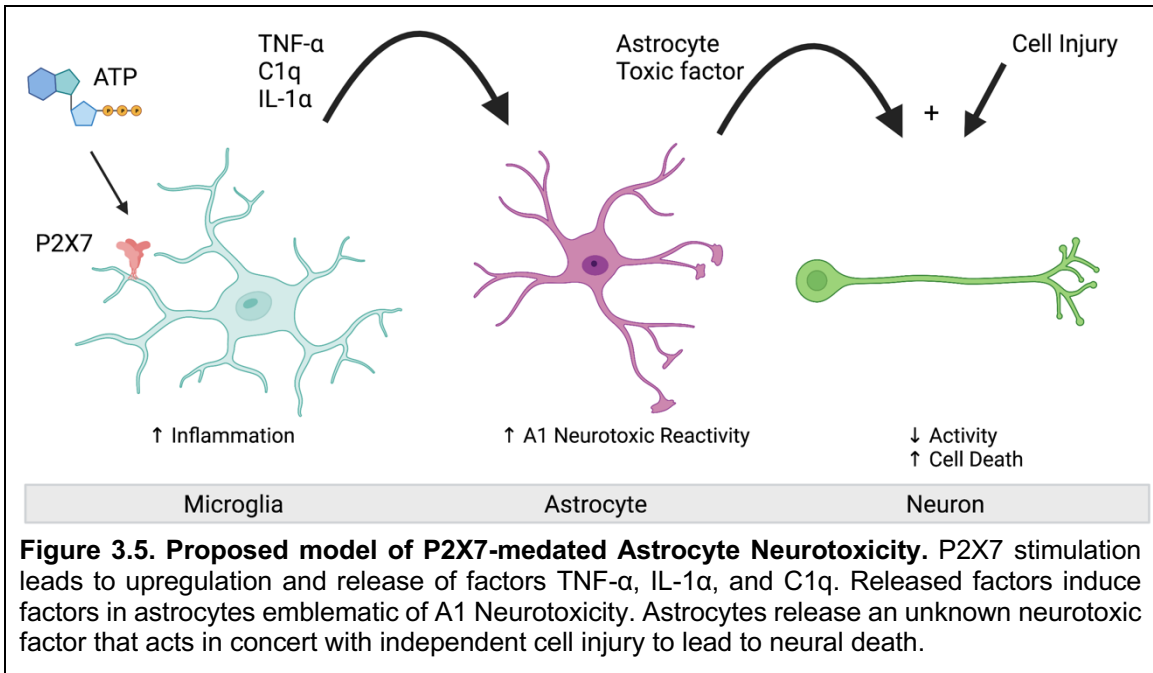 TNF-α
C1q
IL-1α
Astrocyte
Toxic factor
Cell Injury
ATP
P P P
+
P2X7
↑ Inflammation
↑ A1 Neurotoxic Reactivity
↓ Activity
↑ Cell Death
Microglia
Astrocyte
Neuron
Figure 3.5. Proposed model of P2X7-medated Astrocyte Neurotoxicity. P2X7 stimulation
leads to upregulation and release of factors TNF-α, IL-1α, and C1q. Released factors induce
factors in astrocytes emblematic of A1 Neurotoxicity. Astrocytes release an unknown neurotoxic
factor that acts in concert with independent cell injury to lead to neural death.